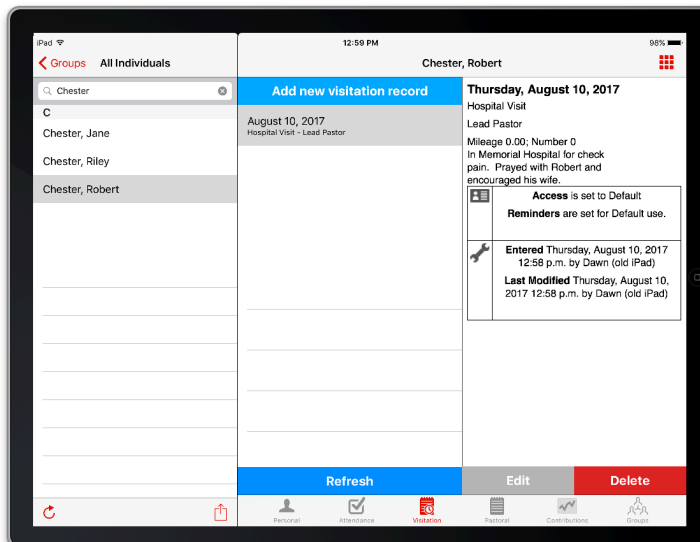 iPad
12:59 PM
98%
Groups
All Individuals
Chester, Robert
Chester
C
Chester, Jane
Chester, Riley
Chester, Robert
Add new visitation record
August 10, 2017
Hospital Visit - Lead Pastor
Refresh
Thursday, August 10, 2017
Hospital Visit
Lead Pastor
Mileage 0.00; Number 0
In Memorial Hospital for check
pain. Prayed with Robert and
encouraged his wife.
Access is set to Default
Reminders are set for Default use.
Entered Thursday, August 10, 2017
12:58 p.m. by Dawn (old iPad)
Last Modified Thursday, August 10,
2017 12:58 p.m. by Dawn (old iPad)
Edit
Delete
Personal
Attendance
Visitation
Pastoral
Contributions
Groups